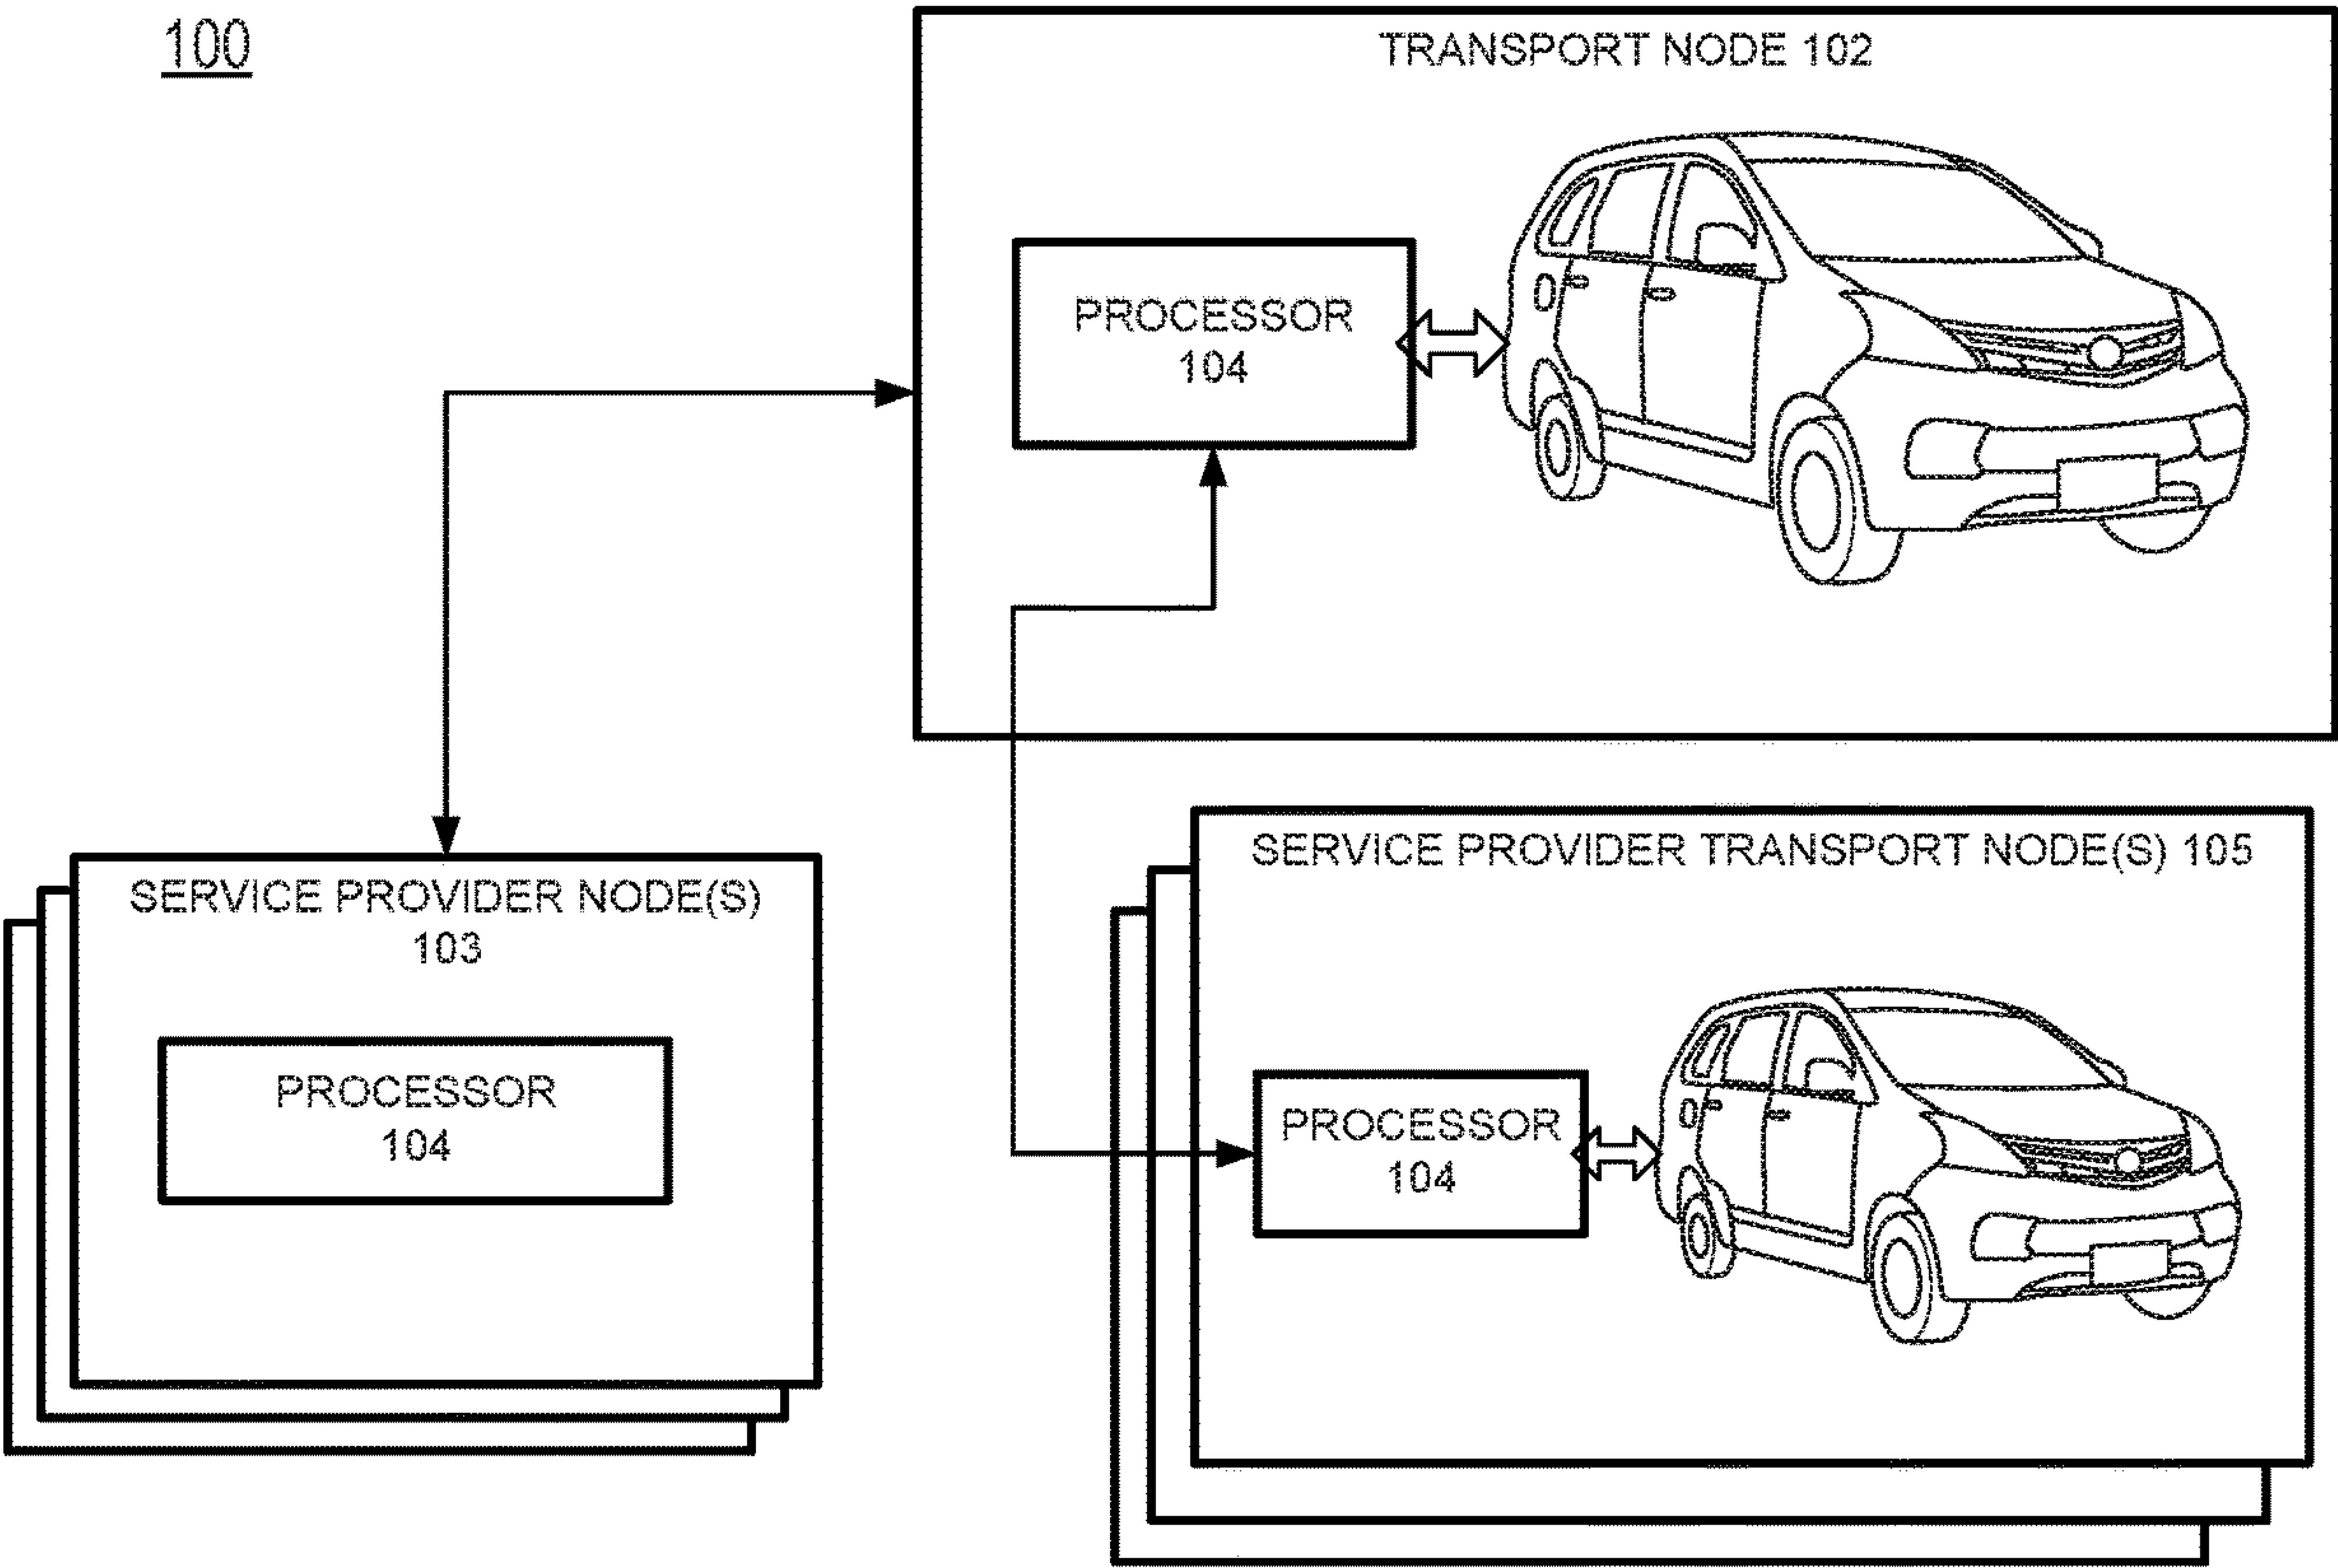 100
TRANSPORT NODE 102
PROCESSOR
104
SERVICE PROVIDER NODE(S)
103
PROCESSOR
104
SERVICE PROVIDER TRANSPORT NODE(S) 105
PROCESSOR
104